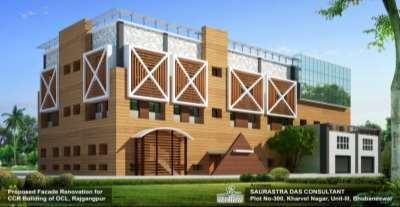 Proposed Facade Renovation for
CCR Building of OCL, Rajgangpur
SAURASTRA DAS CONSULTANT
Plot No-300, Kharvel Nagar, Unit-III, Bhubaneswar